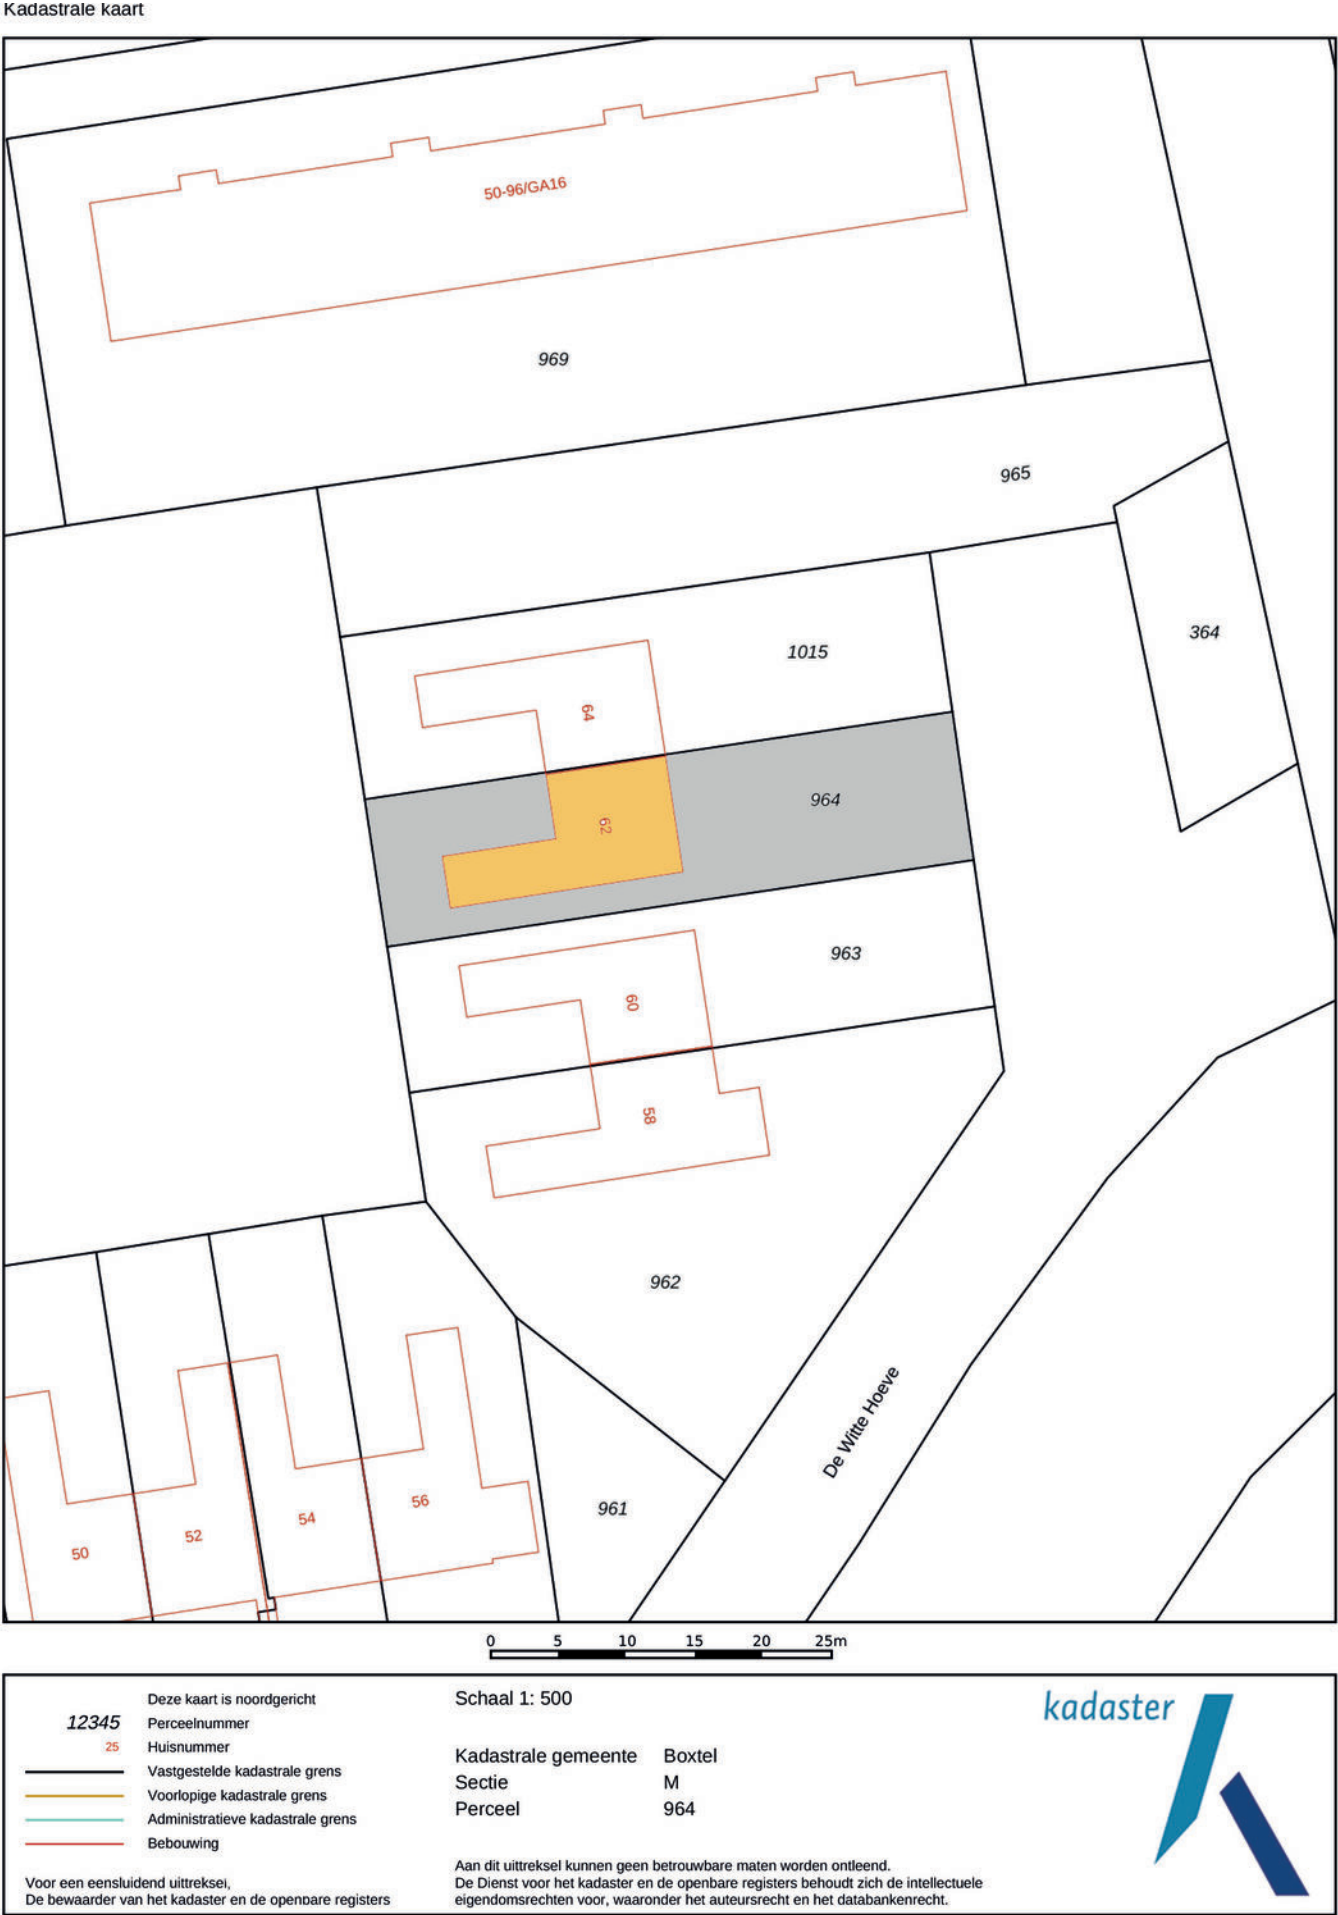 Kadastrale kaart
50-96/GA16
969
965
364
1015
64
964
62
963
60
58
962
De Witte Hoeve
961
56
54
52
50
0 5 10 15 20 25m
Deze kaart is noordgericht
12345 Perceelnummer
25 Huisnummer
Vastgestelde kadastrale grens
Voorlopige kadastrale grens
Administratieve kadastrale grens
Bebouwing
Voor een eensluidend uittreksel,
De bewaarder van het kadaster en de openbare registers
Schaal 1: 500
Kadastrale gemeente Boxtel
Sectie M
Perceel 964
Aan dit uittreksel kunnen geen betrouwbare maten worden ontleend.
De Dienst voor het kadaster en de openbare registers behoudt zich de intellectuele
eigendomsrechten voor, waaronder het auteursrecht en het databankenrecht.
kadaster